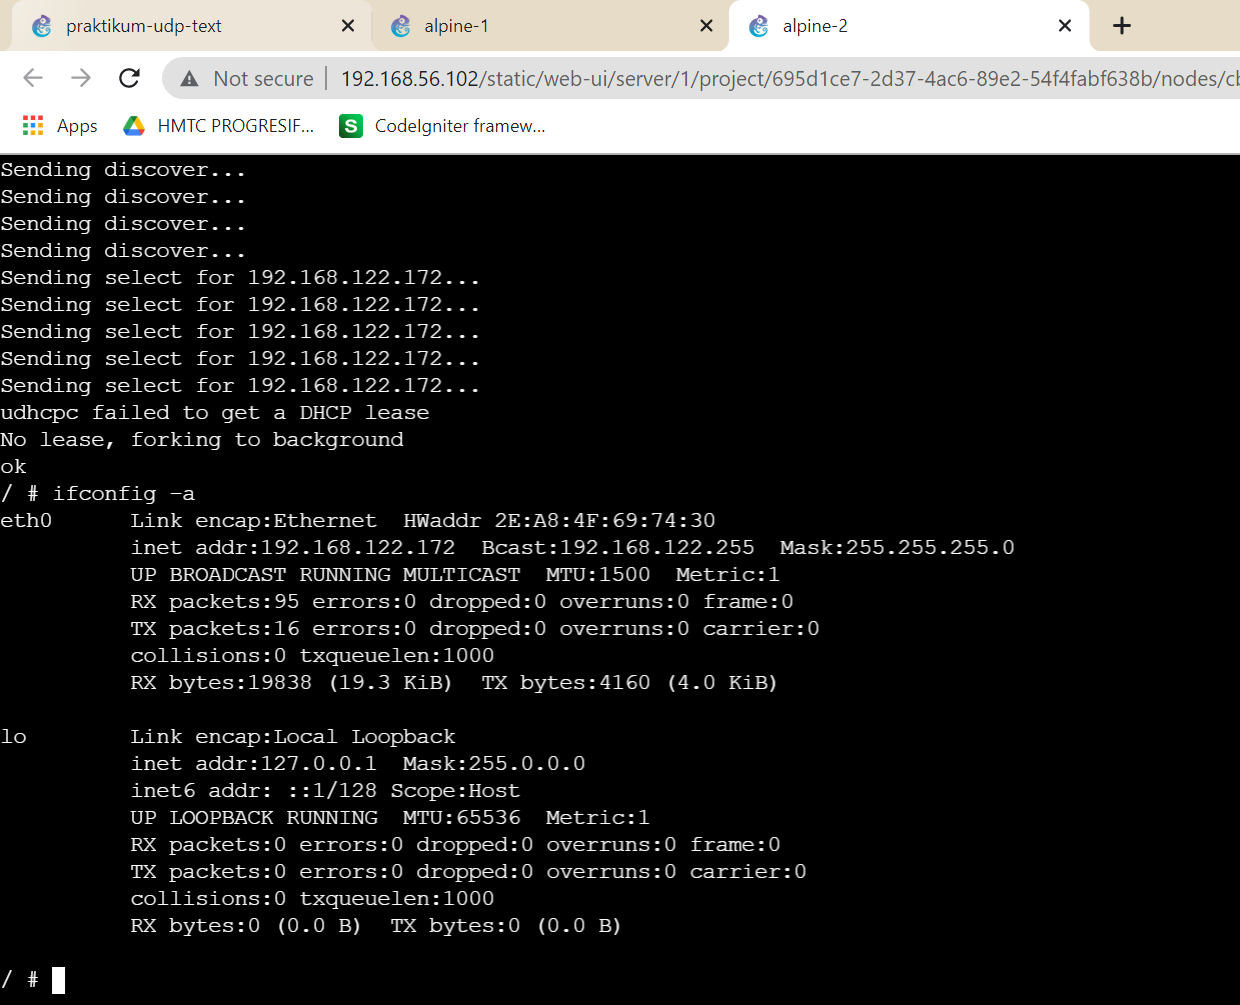 praktikum-udp-text
alpine-1
alpine-2
Not secure
192.168.56.102/static/web-ui/server/1/project/695d1ce7-2d37-4ac6-89e2-54f4fabf638b/nodes/cb
Apps
HMTC PROGRESIF...
S
CodeIgniter framew...
Sending discover...
Sending discover...
Sending discover...
Sending discover...
Sending select for 192.168.122.172...
Sending select for 192.168.122.172...
Sending select for 192.168.122.172...
Sending select for 192.168.122.172...
Sending select for 192.168.122.172...
udhcpc failed to get a DHCP lease
No lease, forking to background
ok
/ # ifconfig -a
eth0      Link encap:Ethernet  HWaddr 2E:A8:4F:69:74:30
          inet addr:192.168.122.172  Bcast:192.168.122.255  Mask:255.255.255.0
          UP BROADCAST RUNNING MULTICAST  MTU:1500  Metric:1
          RX packets:95 errors:0 dropped:0 overruns:0 frame:0
          TX packets:16 errors:0 dropped:0 overruns:0 carrier:0
          collisions:0 txqueuelen:1000
          RX bytes:19838 (19.3 KiB)  TX bytes:4160 (4.0 KiB)
lo        Link encap:Local Loopback
          inet addr:127.0.0.1  Mask:255.0.0.0
          inet6 addr: ::1/128 Scope:Host
          UP LOOPBACK RUNNING  MTU:65536  Metric:1
          RX packets:0 errors:0 dropped:0 overruns:0 frame:0
          TX packets:0 errors:0 dropped:0 overruns:0 carrier:0
          collisions:0 txqueuelen:1000
          RX bytes:0 (0.0 B)  TX bytes:0 (0.0 B)
/ #